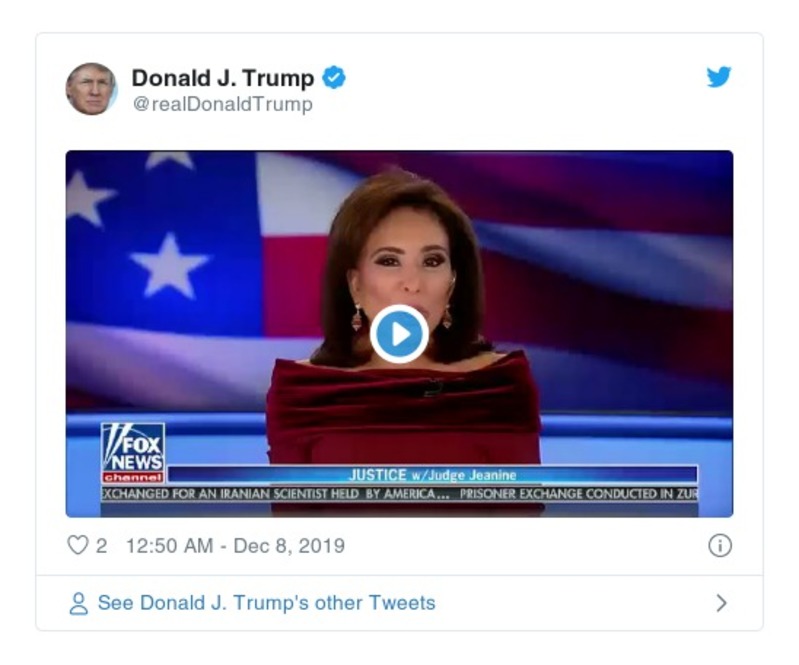 Donald J. Trump
@realDonaldTrump
FOX
NEWS
channel
JUSTICE w/Judge Jeanine
XCHANGED FOR AN IRANIAN SCIENTIST HELD BY AMERICA... PRISONER EXCHANGE CONDUCTED IN ZUR
2 12:50 AM - Dec 8, 2019
See Donald J. Trump's other Tweets